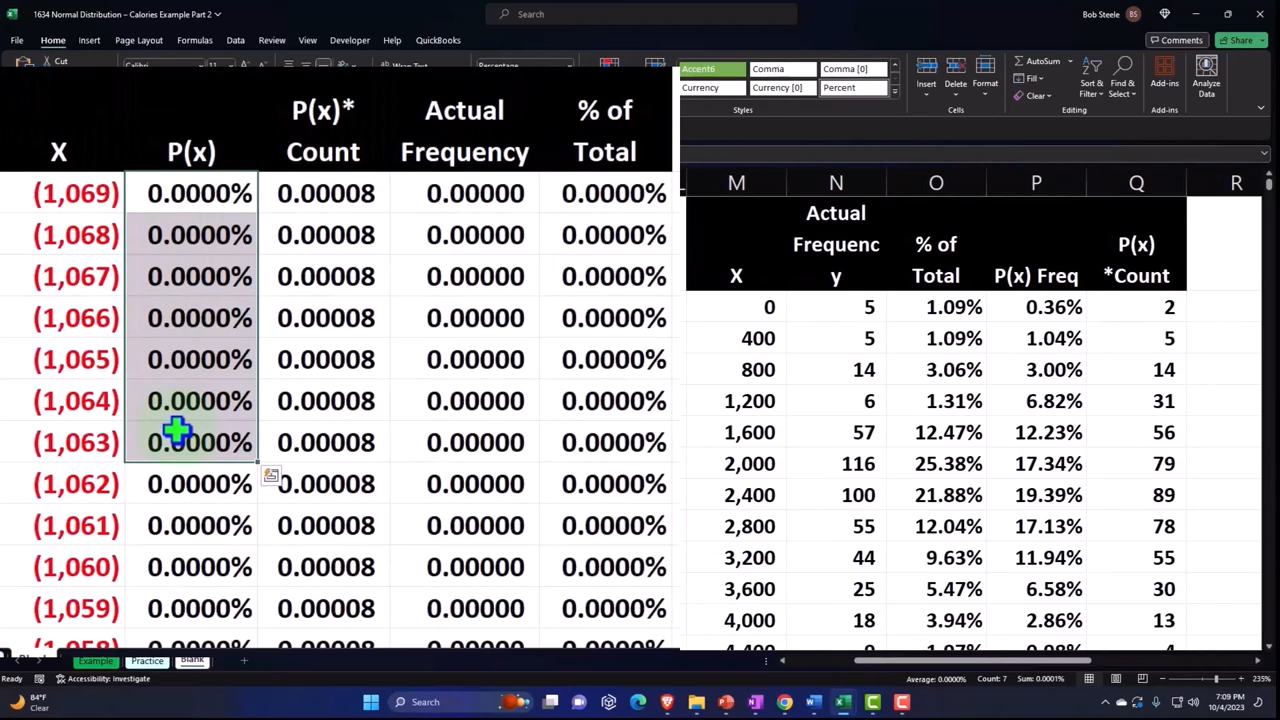 1634 Normal Distribution – Calories Example Part 2
Search
Bob Steele BS
File Home Insert Page Layout Formulas Data Review View Developer Help QuickBooks
Comments Share
Cut
Accent6 Comma Comma [0]
Currency Currency [0] Percent
Styles
Insert Delete Format
Cells
AutoSum
Fill
Clear
Sort & Filter
Find & Select
Editing
Add-ins
Add-ins
Analyze Data
X P(x) P(x)* Count Actual Frequency % of Total
(1,069) 0.0000% 0.00008 0.00000 0.0000%
(1,068) 0.0000% 0.00008 0.00000 0.0000%
(1,067) 0.0000% 0.00008 0.00000 0.0000%
(1,066) 0.0000% 0.00008 0.00000 0.0000%
(1,065) 0.0000% 0.00008 0.00000 0.0000%
(1,064) 0.0000% 0.00008 0.00000 0.0000%
(1,063) 0.0000% 0.00008 0.00000 0.0000%
(1,062) 0.0000% 0.00008 0.00000 0.0000%
(1,061) 0.0000% 0.00008 0.00000 0.0000%
(1,060) 0.0000% 0.00008 0.00000 0.0000%
(1,059) 0.0000% 0.00008 0.00000 0.0000%
M N O P Q R
X Actual Frequenc y % of Total P(x) Freq P(x) *Count
0 5 1.09% 0.36% 2
400 5 1.09% 1.04% 5
800 14 3.06% 3.00% 14
1,200 6 1.31% 6.82% 31
1,600 57 12.47% 12.23% 56
2,000 116 25.38% 17.34% 79
2,400 100 21.88% 19.39% 89
2,800 55 12.04% 17.13% 78
3,200 44 9.63% 11.94% 55
3,600 25 5.47% 6.58% 30
4,000 18 3.94% 2.86% 13
Example Practice Blank
Ready Accessibility: Investigate Average: 0.0000% Count: 7 Sum: 0.0001% 235%
84°F
Clear
Search
7:09 PM
10/4/2023